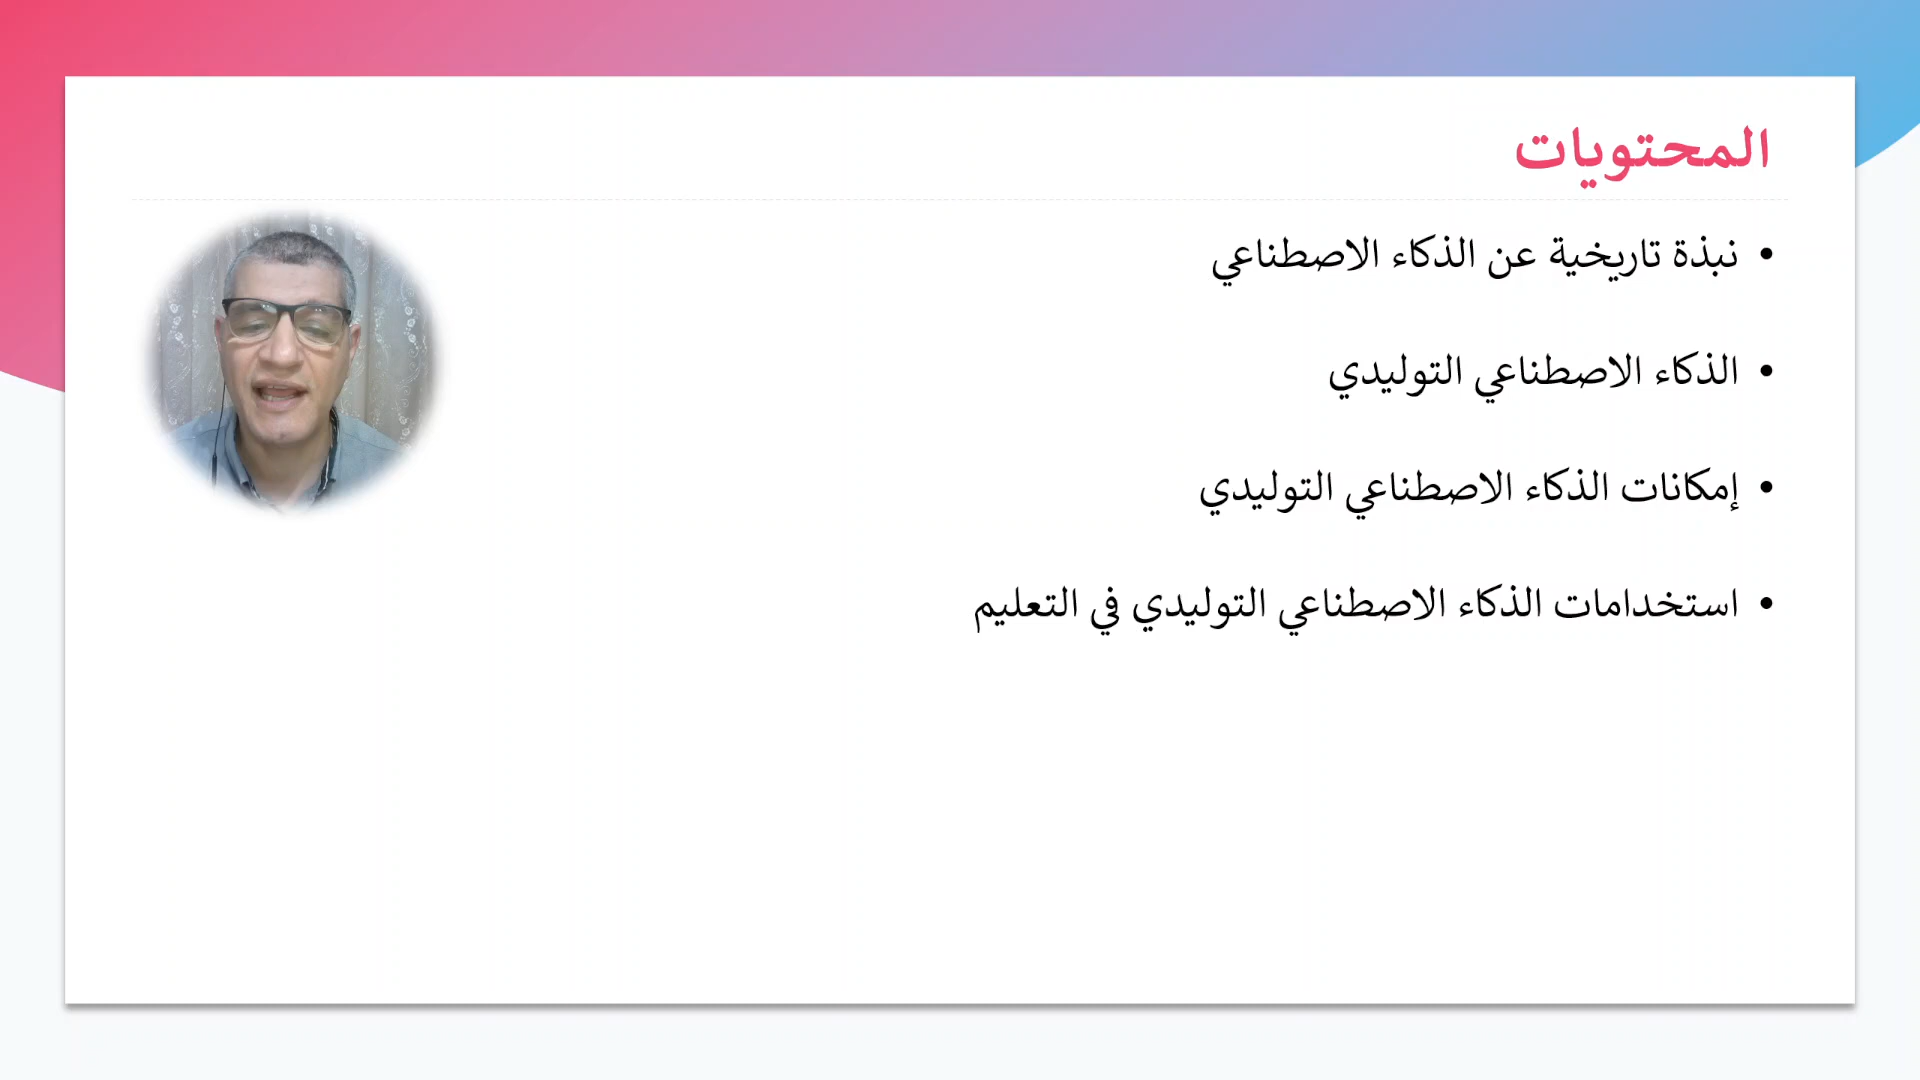 المحتويات
• نبذة تاريخية عن الذكاء الاصطناعي
• الذكاء الاصطناعي التوليدي
• إمكانات الذكاء الاصطناعي التوليدي
• استخدامات الذكاء الاصطناعي التوليدي في التعليم